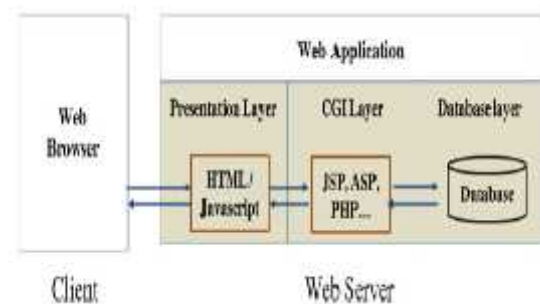 Web Application
Web
Browser
Presentation Layer
CGI Layer
Database layer
HTML /
Javascript
JSP, ASP,
PHP...
Database
Client
Web Server